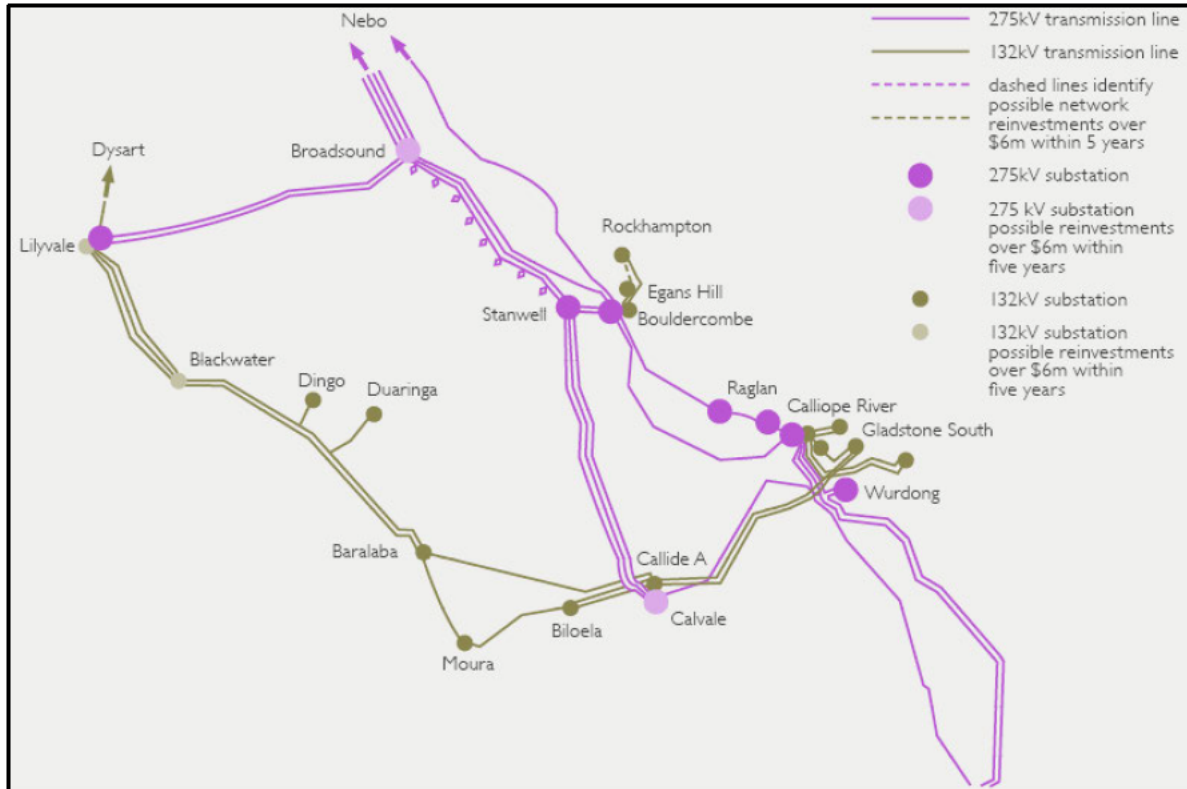 Nebo
275kV transmission line
132kV transmission line
dashed lines identify
possible network
reinvestments over
$6m within 5 years
275kV substation
275 kV substation
possible reinvestments
over $6m within
five years
132kV substation
132kV substation
possible reinvestments
over $6m within
five years
Dysart
Broadsound
Lilyvale
Rockhampton
Egans Hill
Stanwell
Bouldercombe
Blackwater
Dingo
Duaringa
Raglan
Calliope River
Gladstone South
Wurdong
Baralaba
Callide A
Biloela
Calvale
Moura